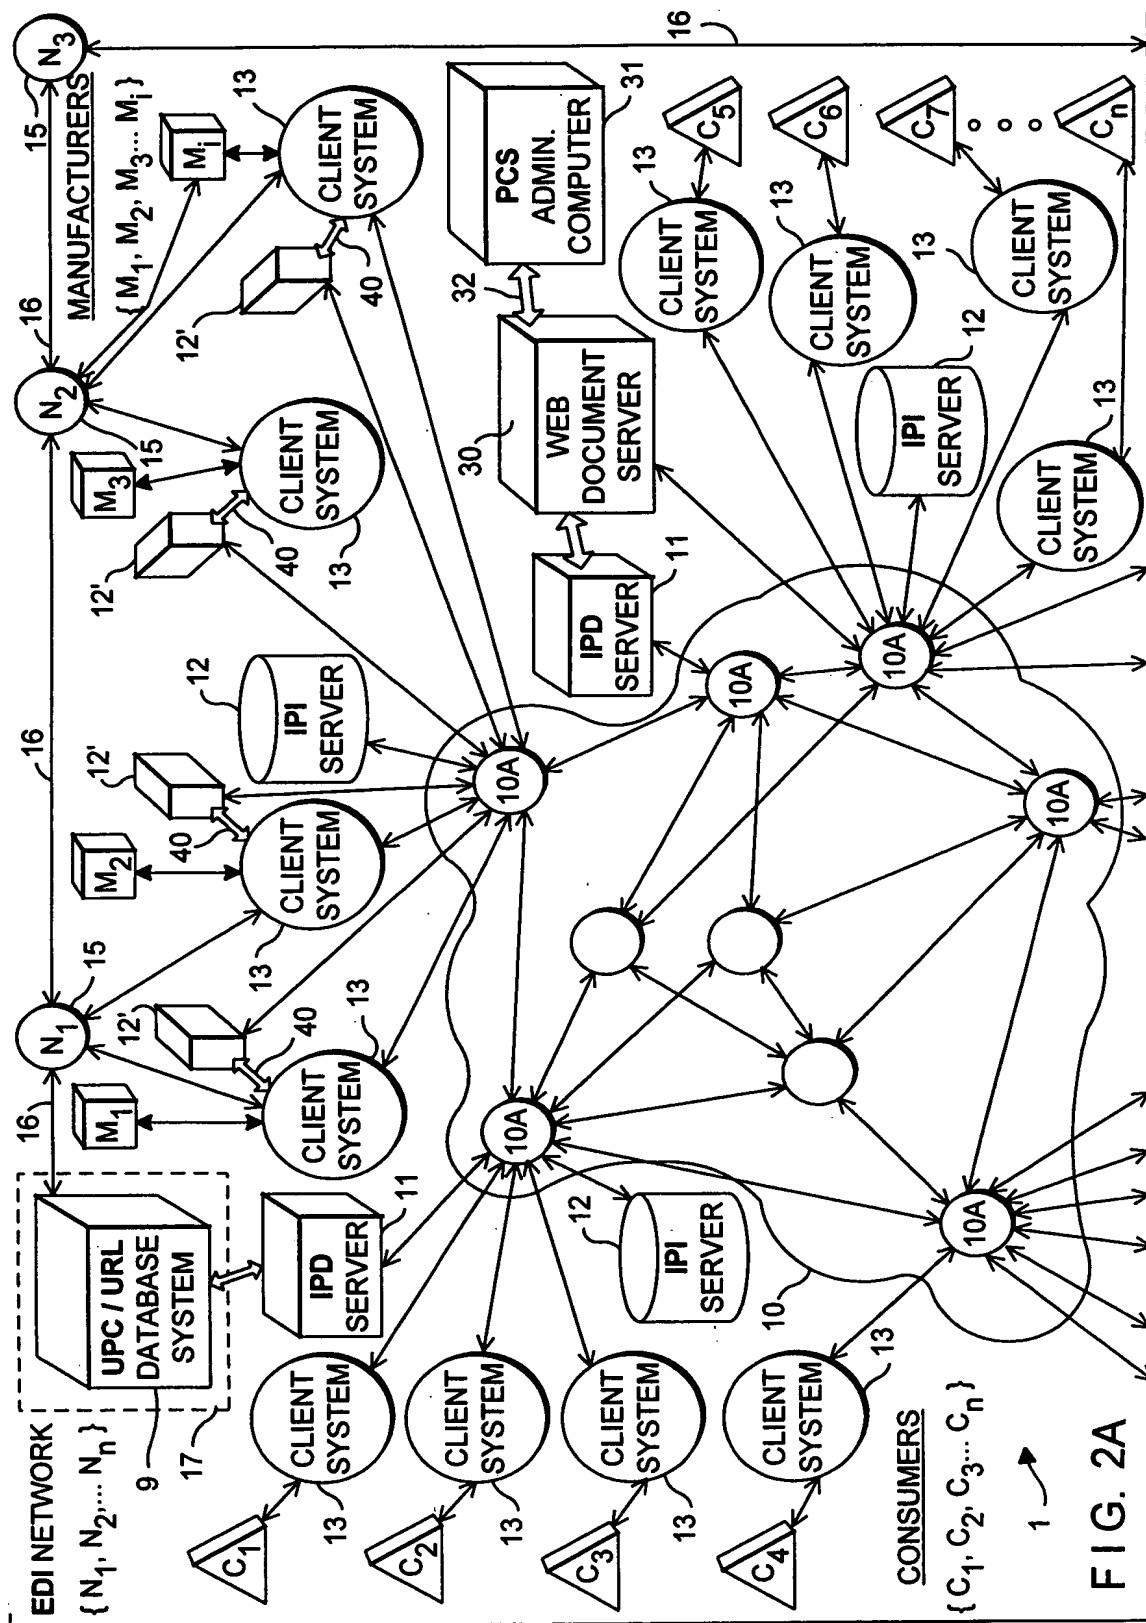 EDI NETWORK
{ N1, N2,... Nn }
9
17
UPC / URL
DATABASE
SYSTEM
16
N1
15
16
N2
15
16
N3
15
MANUFACTURERS
{ M1, M2, M3... Mi }
M1
M2
M3
Mi
12'
12'
12'
12'
40
40
40
40
CLIENT
SYSTEM
13
CLIENT
SYSTEM
13
CLIENT
SYSTEM
13
CLIENT
SYSTEM
13
IPI
SERVER
12
IPD
SERVER
11
16
C1
CLIENT
SYSTEM
13
C2
CLIENT
SYSTEM
13
C3
CLIENT
SYSTEM
13
C4
CLIENT
SYSTEM
13
10A
10A
IPD
SERVER
11
WEB
DOCUMENT
SERVER
30
32
PCS
ADMIN.
COMPUTER
31
IPI
SERVER
12
10
10A
10A
10A
10A
CLIENT
SYSTEM
13
C5
CLIENT
SYSTEM
13
C6
IPI
SERVER
12
CLIENT
SYSTEM
13
C7
CLIENT
SYSTEM
13
Cn
CONSUMERS
{ C1, C2, C3... Cn }
1
FIG. 2A